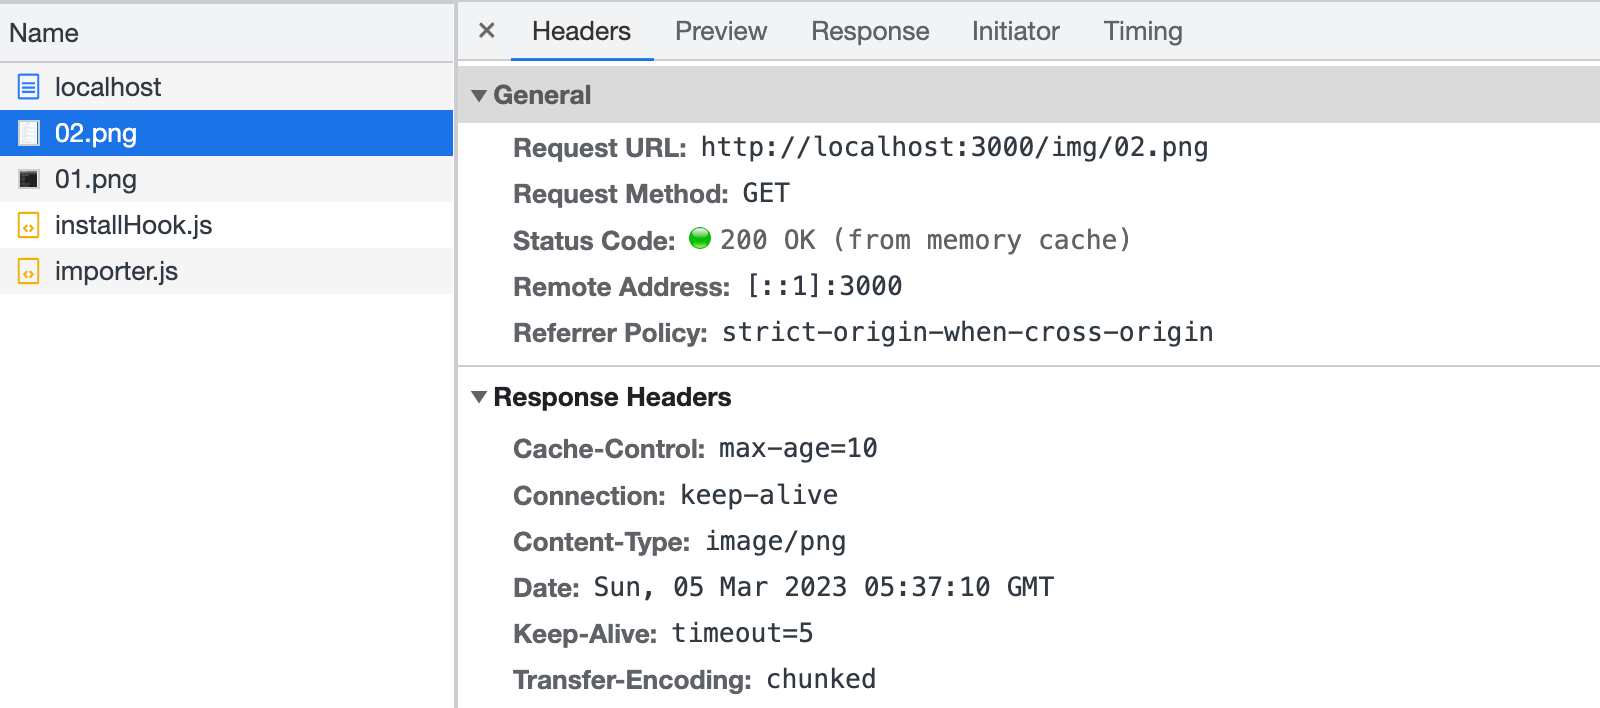 Name
localhost
02.png
01.png
installHook.js
importer.js
× Headers Preview Response Initiator Timing
General
Request URL: http://localhost:3000/img/02.png
Request Method: GET
Status Code: 200 OK (from memory cache)
Remote Address: [::1]:3000
Referrer Policy: strict-origin-when-cross-origin
Response Headers
Cache-Control: max-age=10
Connection: keep-alive
Content-Type: image/png
Date: Sun, 05 Mar 2023 05:37:10 GMT
Keep-Alive: timeout=5
Transfer-Encoding: chunked